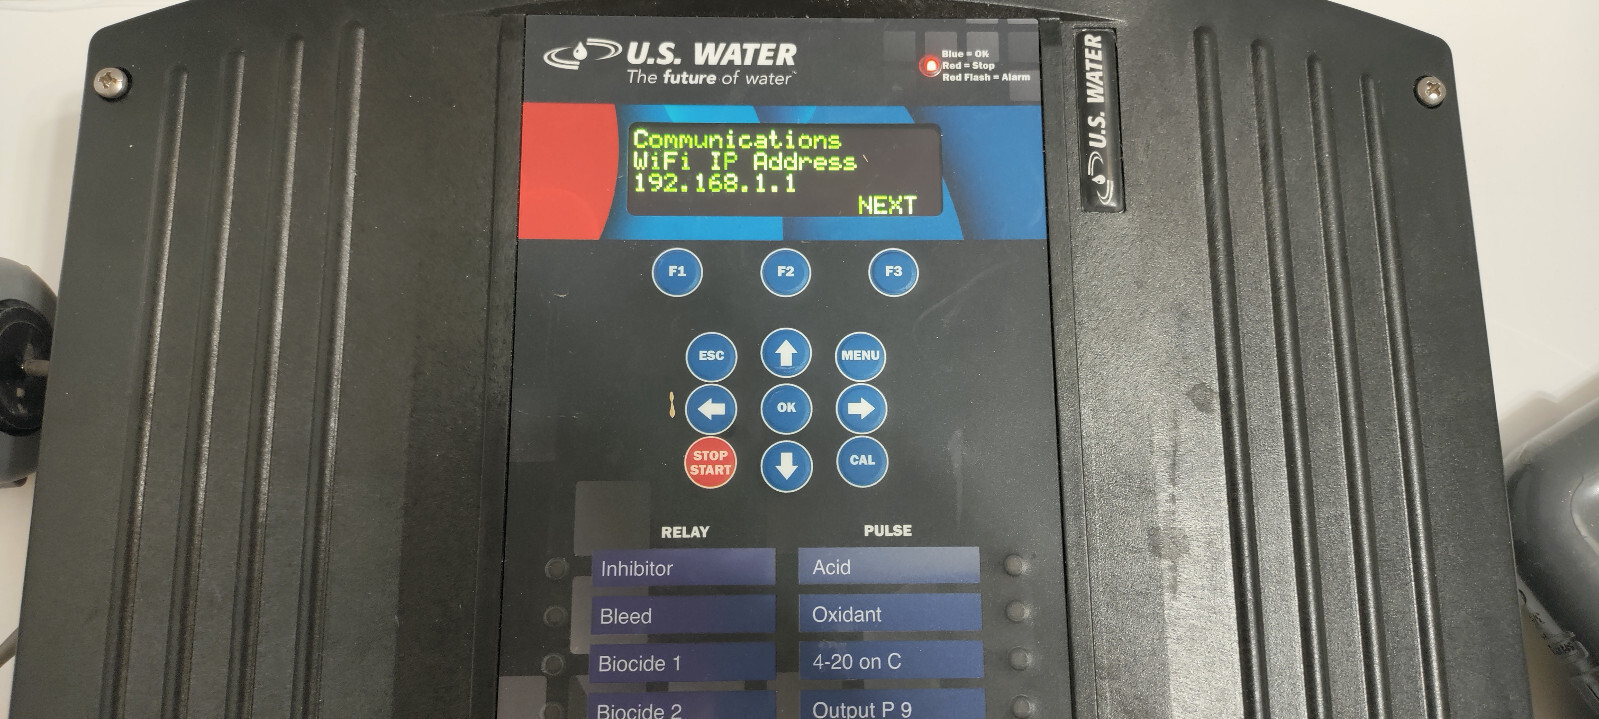 U.S. WATER
The future of water™
Blue = OK
Red = Stop
Red Flash = Alarm
U.S. WATER
Communications
WiFi IP Address
192.168.1.1
NEXT
F1 F2 F3
ESC MENU
OK
STOP START CAL
RELAY PULSE
Inhibitor Acid
Bleed Oxidant
Biocide 1 4-20 on C
Biocide 2 Output P 9